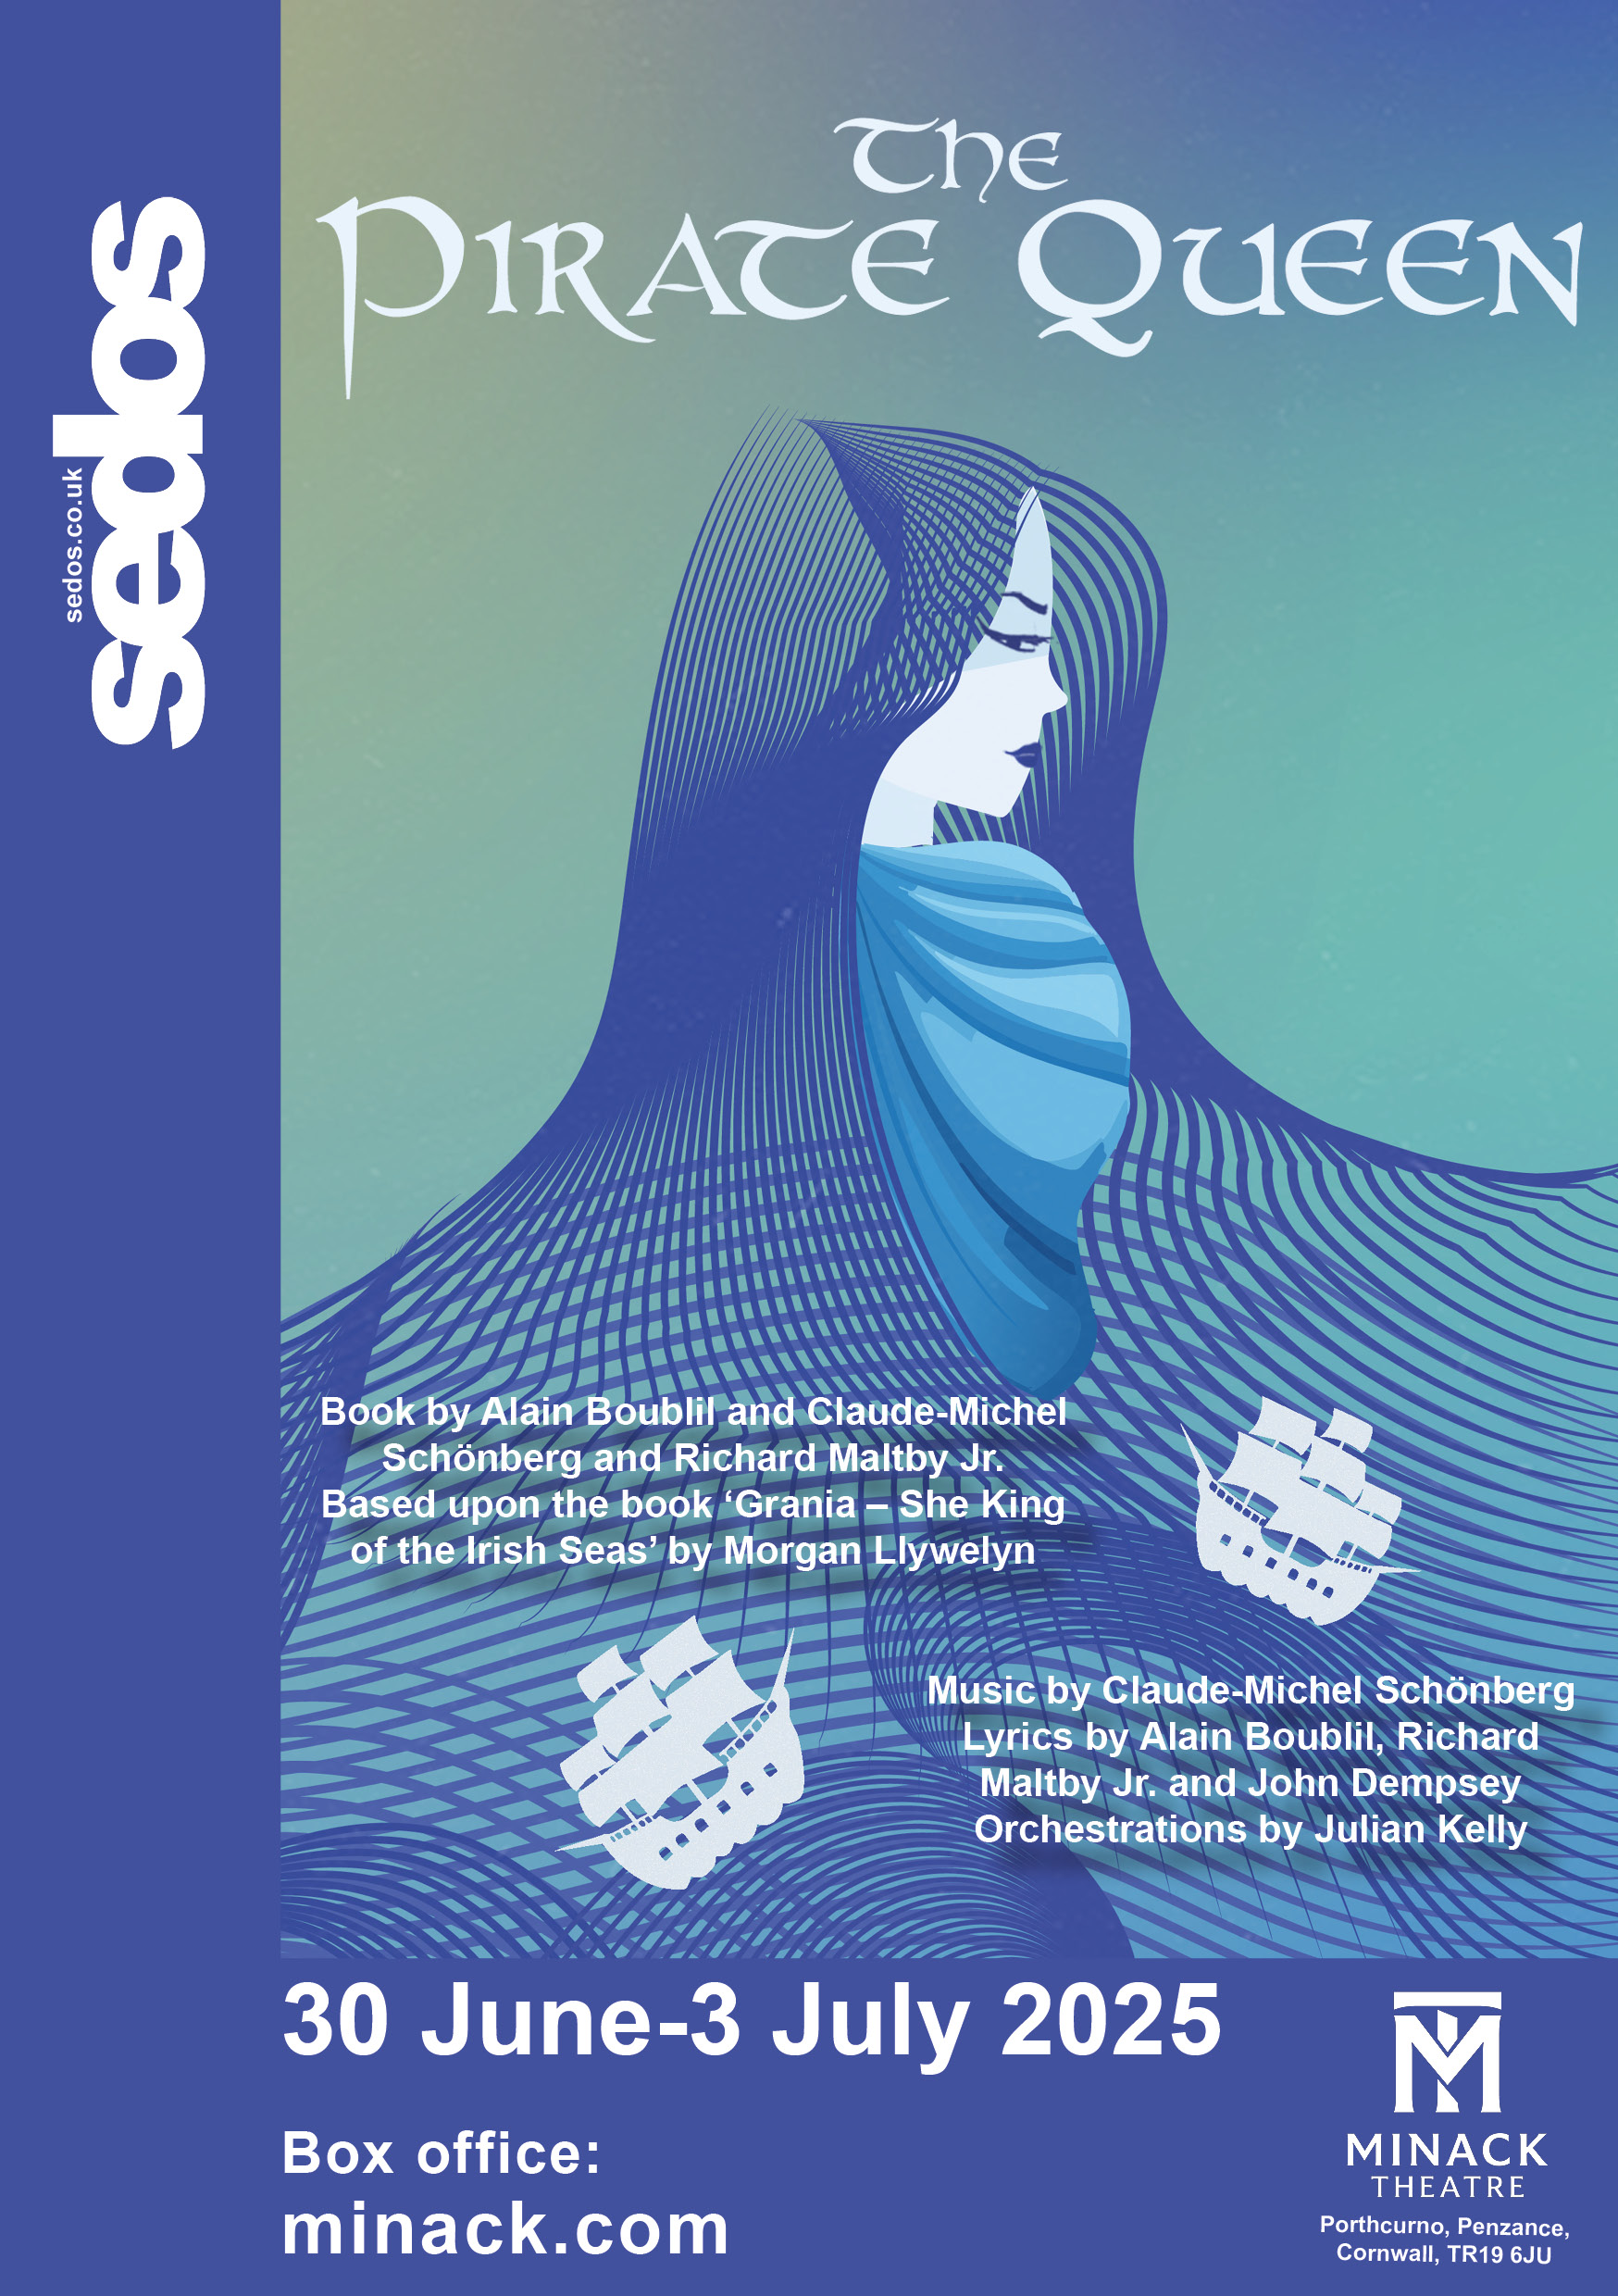 sedos
sedos.co.uk
The
Pirate Queen
Book by Alain Boublil and Claude-Michel
Schönberg and Richard Maltby Jr.
Based upon the book ‘Grania – She King
of the Irish Seas’ by Morgan Llywelyn
Music by Claude-Michel Schönberg
Lyrics by Alain Boublil, Richard
Maltby Jr. and John Dempsey
Orchestrations by Julian Kelly
30 June-3 July 2025
Box office:
minack.com
M
MINACK
THEATRE
Porthcurno, Penzance,
Cornwall, TR19 6JU